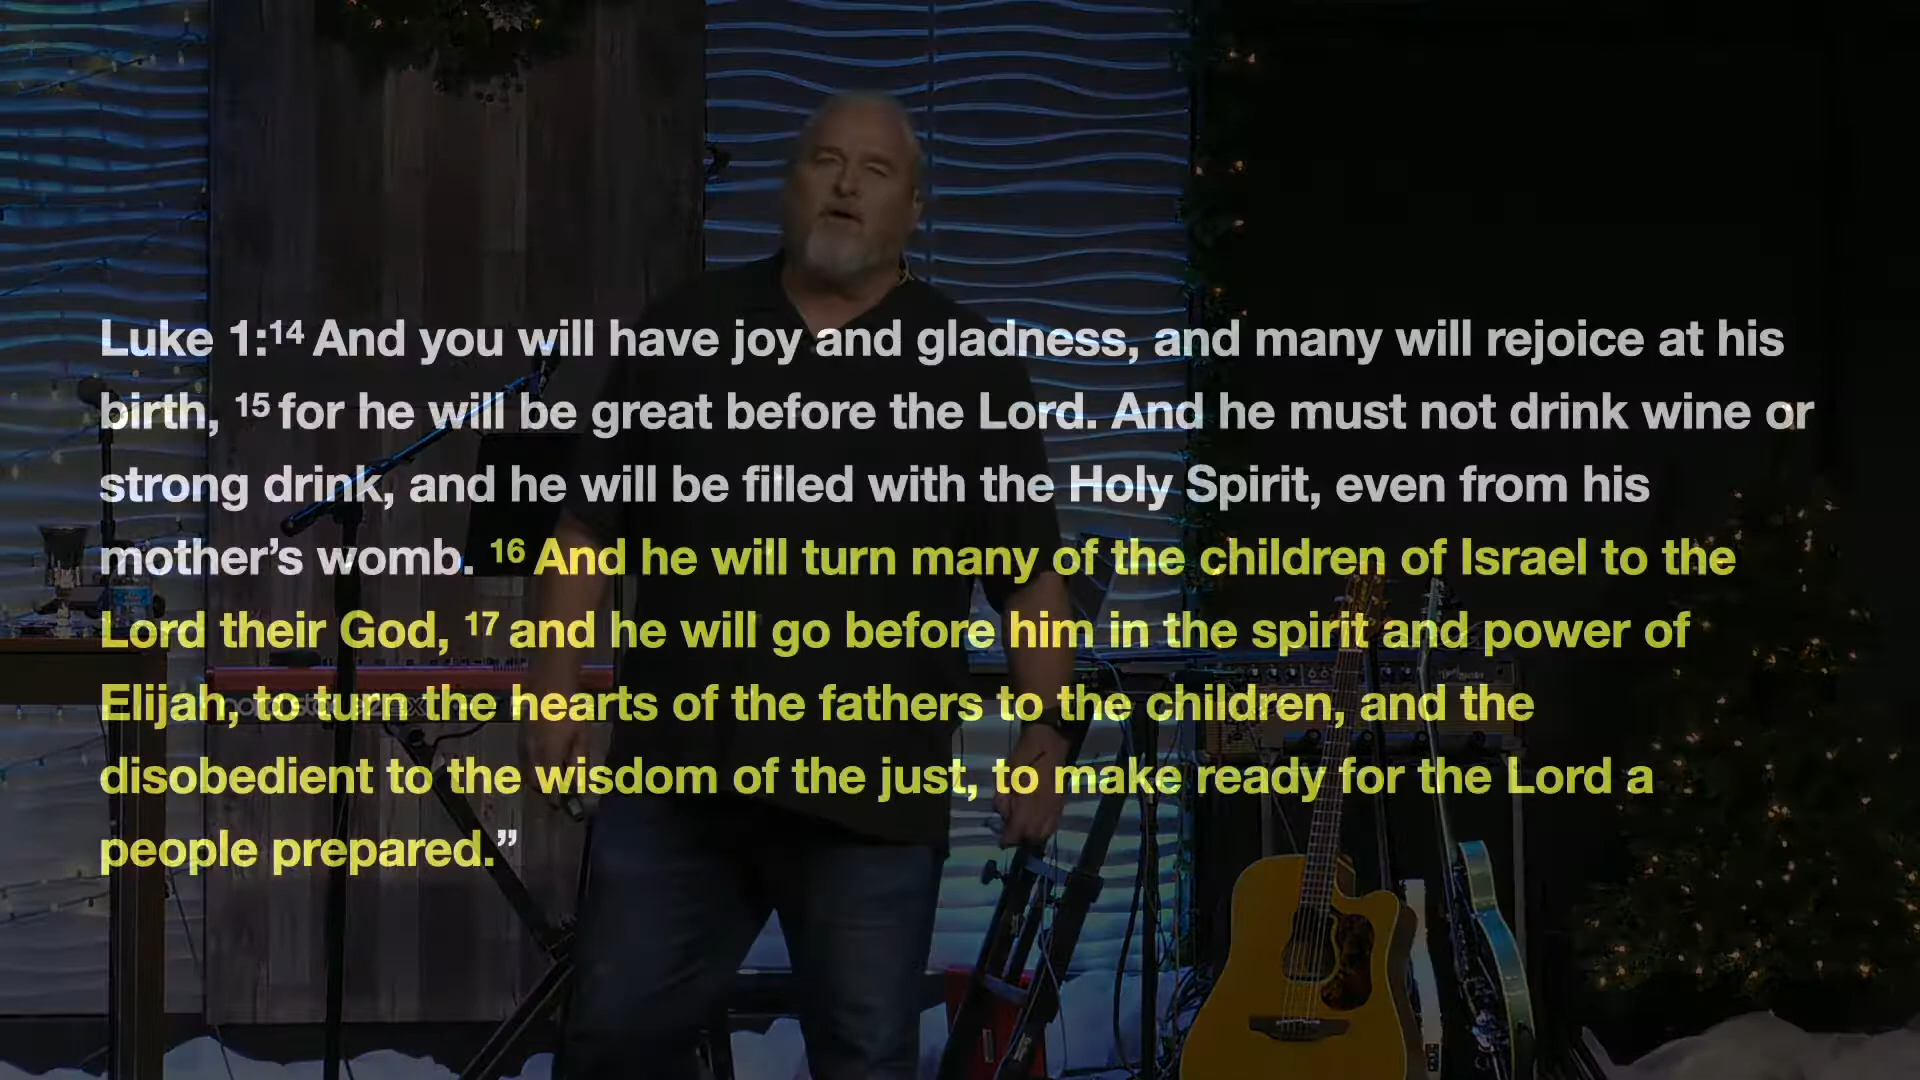 Luke 1:14 And you will have joy and gladness, and many will rejoice at his
birth, 15 for he will be great before the Lord. And he must not drink wine or
strong drink, and he will be filled with the Holy Spirit, even from his
mother’s womb. 16 And he will turn many of the children of Israel to the
Lord their God, 17 and he will go before him in the spirit and power of
Elijah, to turn the hearts of the fathers to the children, and the
disobedient to the wisdom of the just, to make ready for the Lord a
people prepared.”